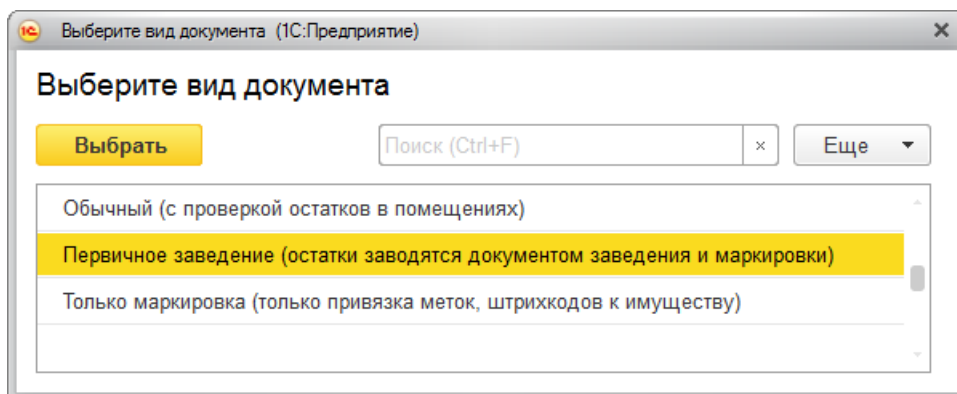 1С Выберите вид документа (1С:Предприятие)
Выберите вид документа
Выбрать Поиск (Ctrl+F) × Еще
Обычный (с проверкой остатков в помещениях)
Первичное заведение (остатки заводятся документом заведения и маркировки)
Только маркировка (только привязка меток, штрихкодов к имуществу)